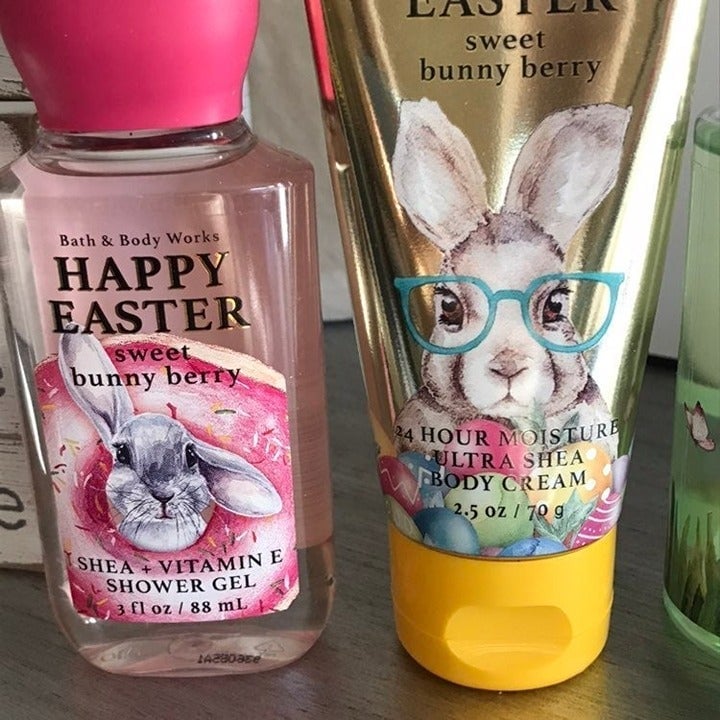 Bath & Body Works
HAPPY
EASTER
sweet
bunny berry
SHEA + VITAMIN E
SHOWER GEL
3 fl oz / 88 mL
EASTER
sweet
bunny berry
24 HOUR MOISTURE
ULTRA SHEA
BODY CREAM
2.5 oz / 70 g